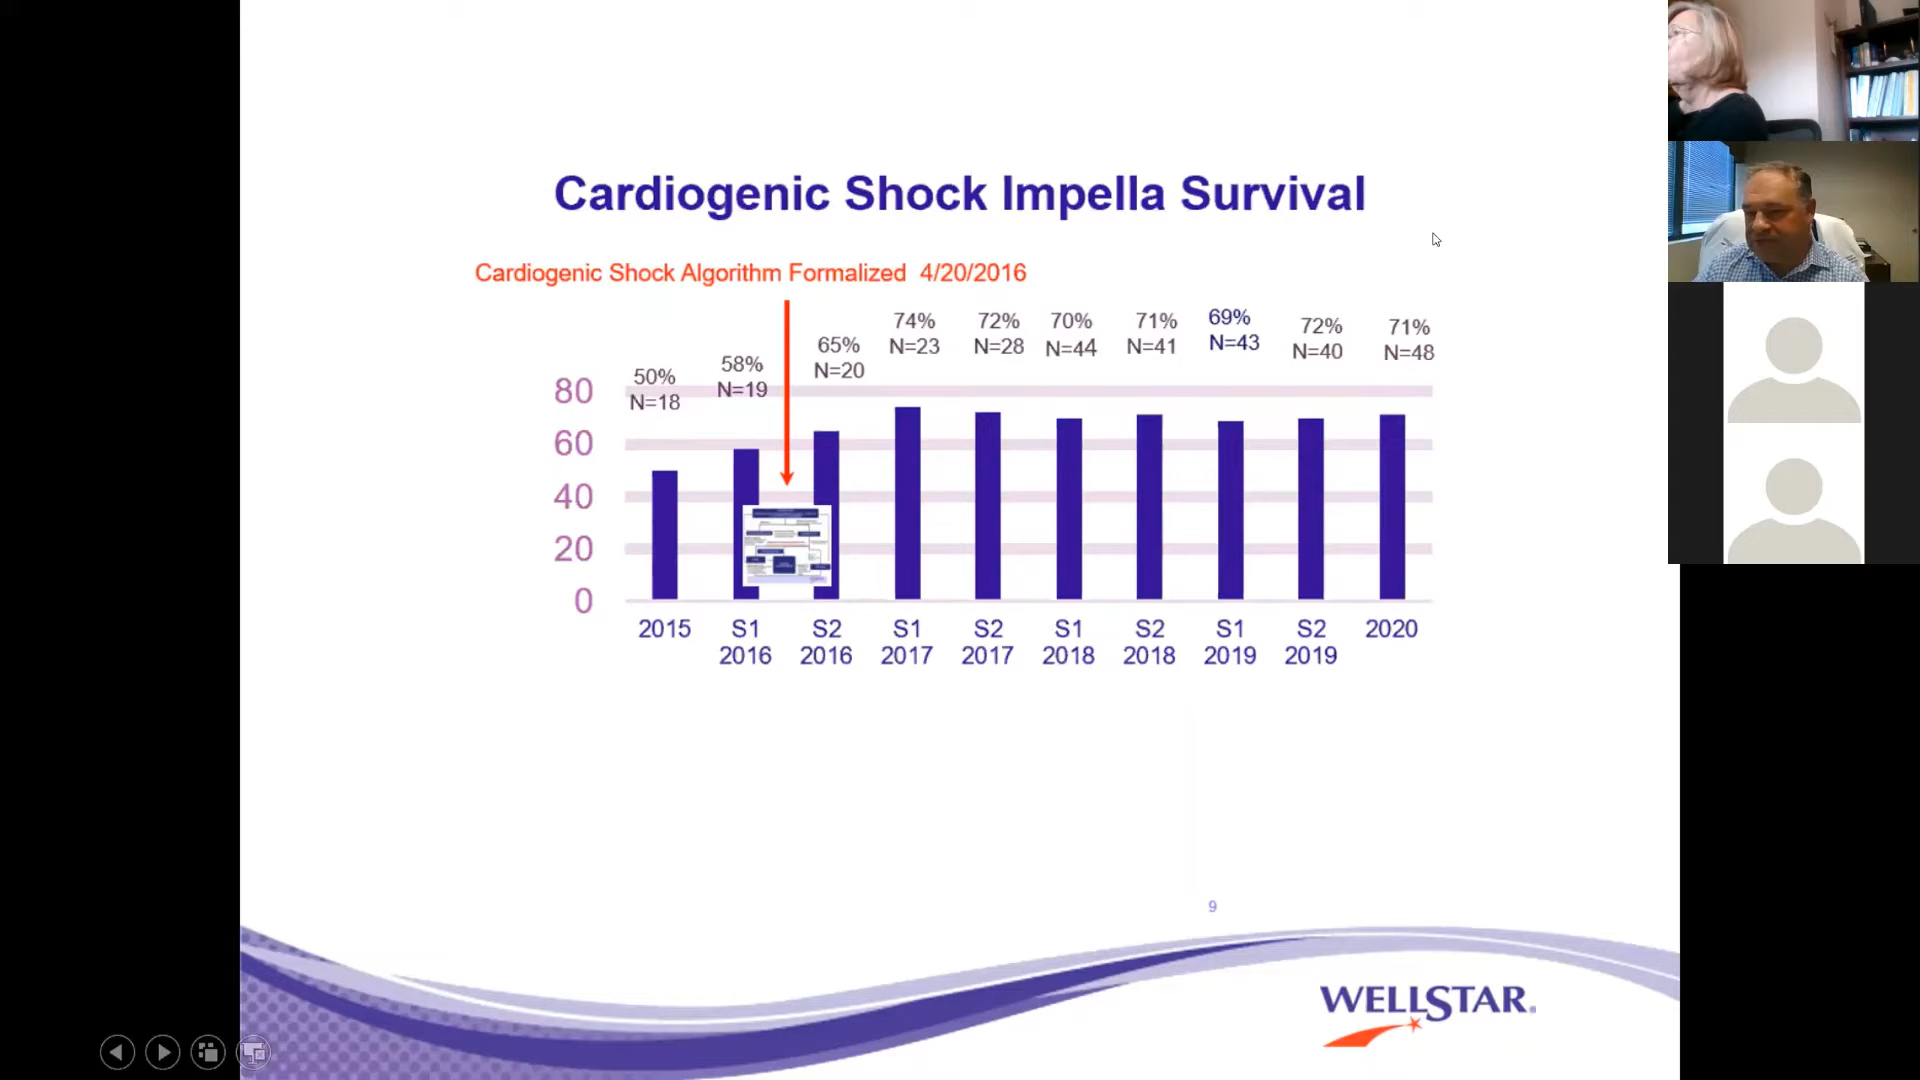 Cardiogenic Shock Impella Survival
Cardiogenic Shock Algorithm Formalized 4/20/2016
50%
N=18
58%
N=19
65%
N=20
74%
N=23
72%
N=28
70%
N=44
71%
N=41
69%
N=43
72%
N=40
71%
N=48
80
60
40
20
0
2015
S1
2016
S2
2016
S1
2017
S2
2017
S1
2018
S2
2018
S1
2019
S2
2019
2020
9
WELLSTAR